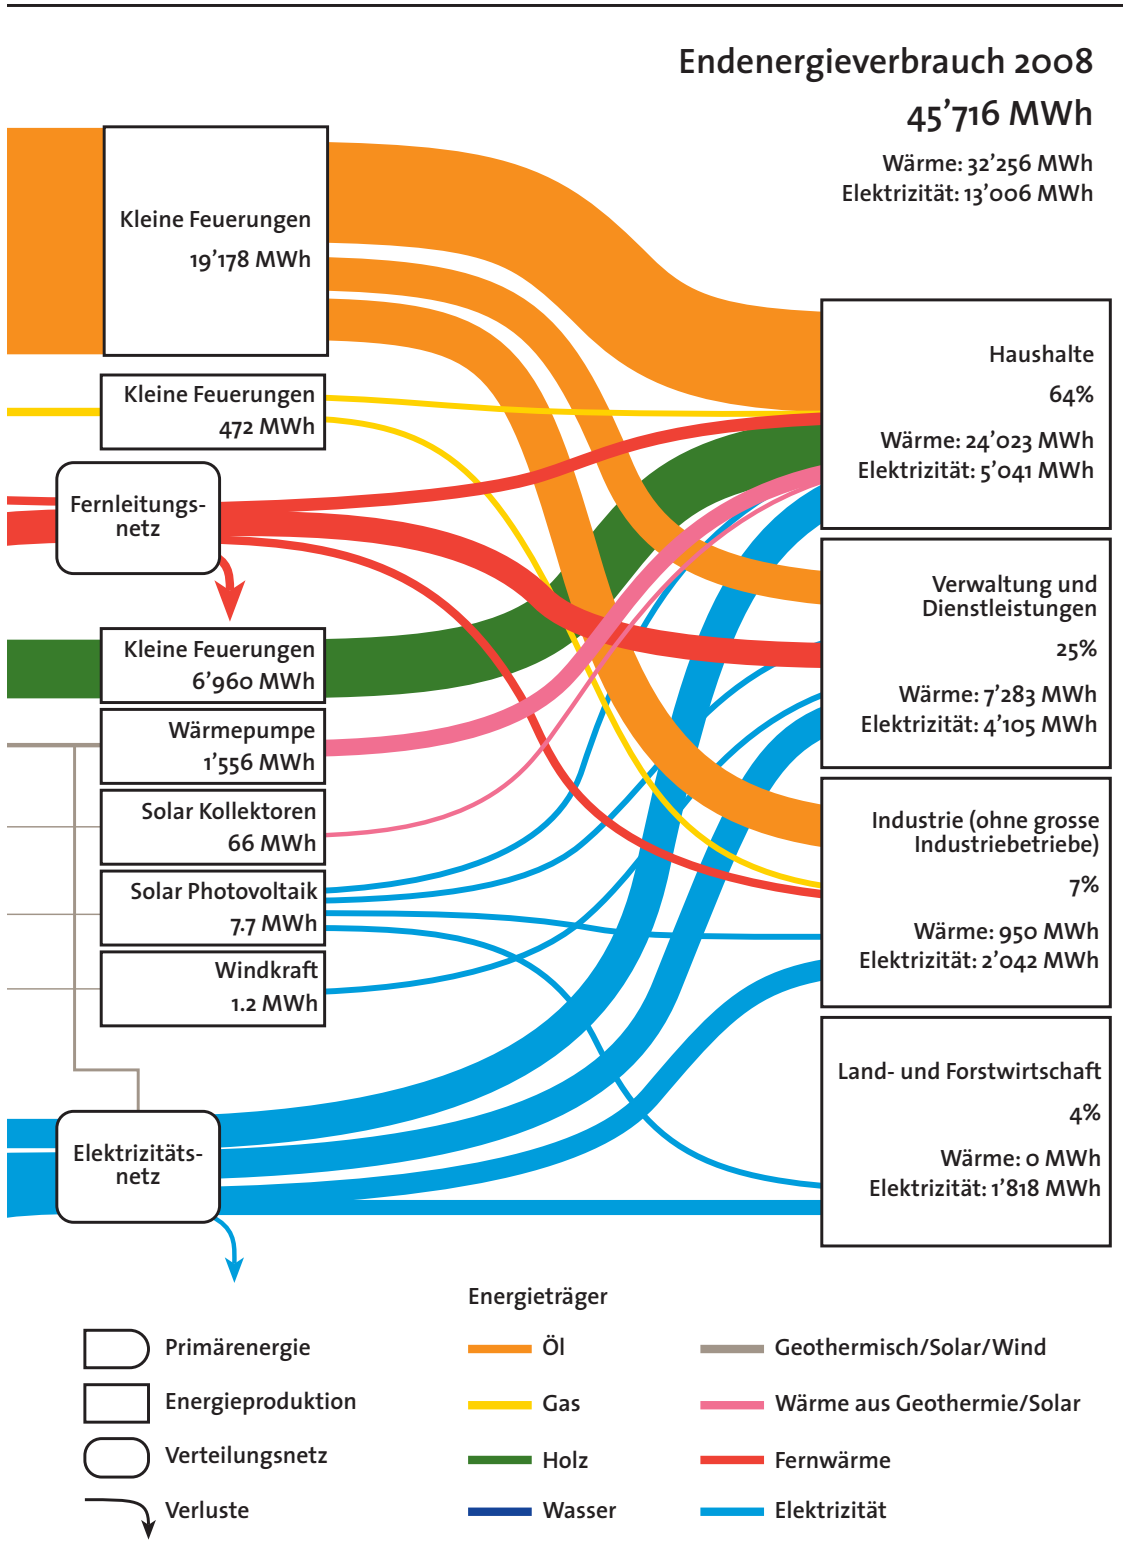 Endenergieverbrauch 2008
45’716 MWh
Wärme: 32’256 MWh
Elektrizität: 13’006 MWh
Kleine Feuerungen
19’178 MWh
Kleine Feuerungen
472 MWh
Fernleitungs-
netz
Kleine Feuerungen
6’960 MWh
Wärmepumpe
1’556 MWh
Solar Kollektoren
66 MWh
Solar Photovoltaik
7.7 MWh
Windkraft
1.2 MWh
Elektrizitäts-
netz
Haushalte
64%
Wärme: 24’023 MWh
Elektrizität: 5’041 MWh
Verwaltung und
Dienstleistungen
25%
Wärme: 7’283 MWh
Elektrizität: 4’105 MWh
Industrie (ohne grosse
Industriebetriebe)
7%
Wärme: 950 MWh
Elektrizität: 2’042 MWh
Land- und Forstwirtschaft
4%
Wärme: 0 MWh
Elektrizität: 1’818 MWh
Primärenergie
Energieproduktion
Verteilungsnetz
Verluste
Energieträger
Öl
Gas
Holz
Wasser
Geothermisch/Solar/Wind
Wärme aus Geothermie/Solar
Fernwärme
Elektrizität